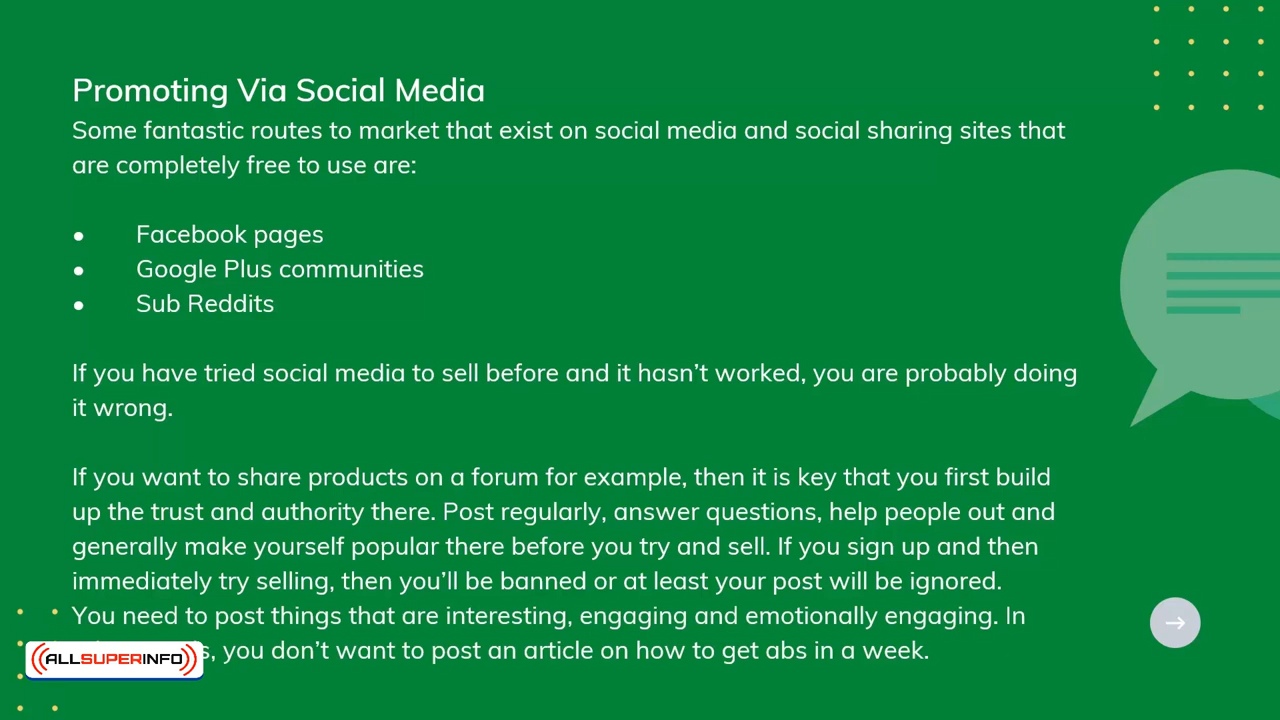 Promoting Via Social Media
Some fantastic routes to market that exist on social media and social sharing sites that
are completely free to use are:
• Facebook pages
• Google Plus communities
• Sub Reddits
If you have tried social media to sell before and it hasn’t worked, you are probably doing
it wrong.
If you want to share products on a forum for example, then it is key that you first build
up the trust and authority there. Post regularly, answer questions, help people out and
generally make yourself popular there before you try and sell. If you sign up and then
immediately try selling, then you’ll be banned or at least your post will be ignored.
You need to post things that are interesting, engaging and emotionally engaging. In
you don’t want to post an article on how to get abs in a week.
ALLSUPERINFO